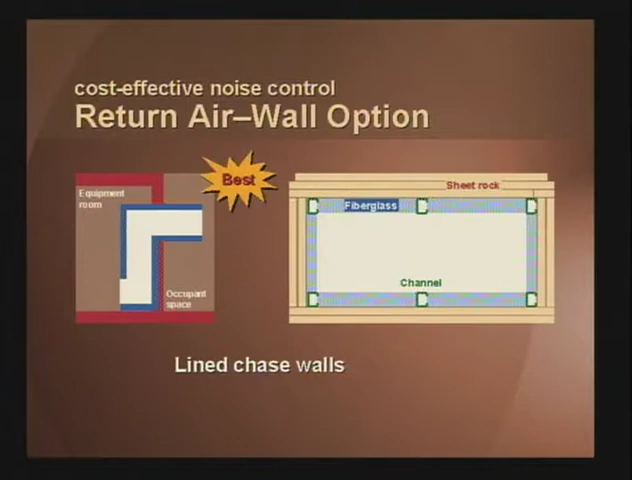 cost-effective noise control
Return Air–Wall Option
Best
Equipment
room
Occupant
space
Sheet rock
Fiberglass
Channel
Lined chase walls